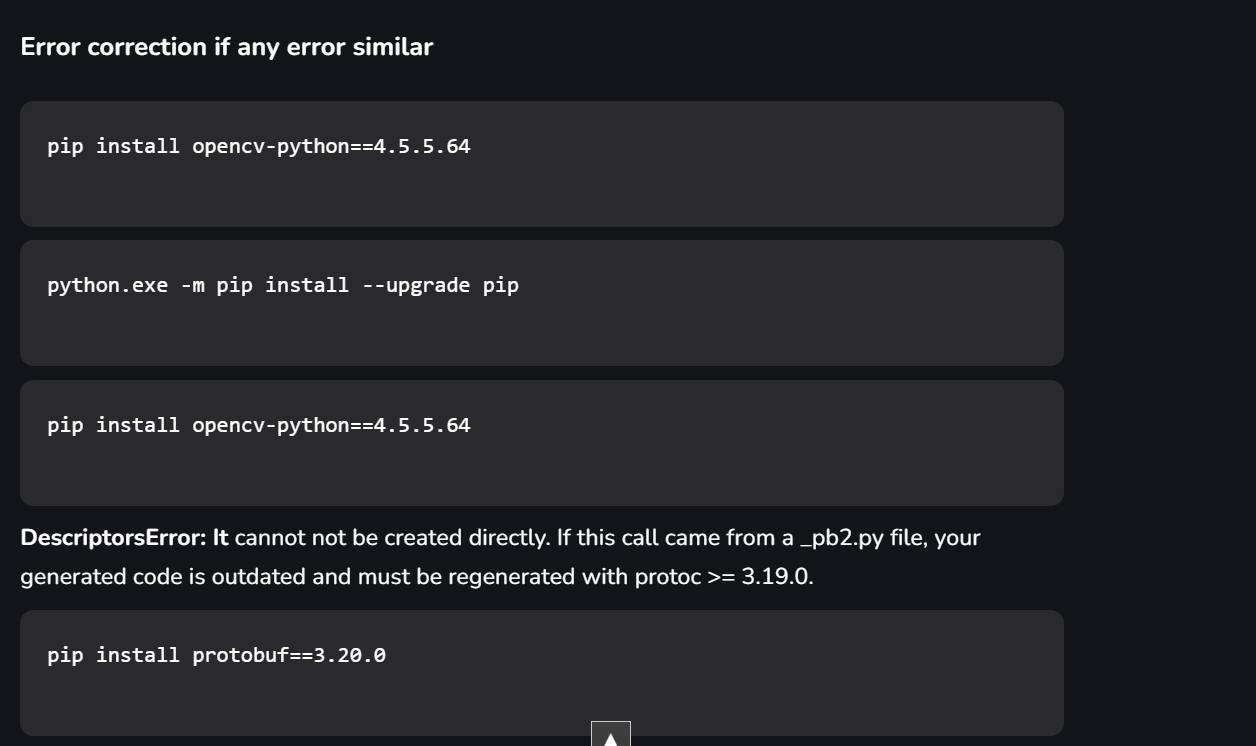 Error correction if any error similar
pip install opencv-python==4.5.5.64
python.exe -m pip install --upgrade pip
pip install opencv-python==4.5.5.64
DescriptorsError: It cannot not be created directly. If this call came from a _pb2.py file, your
generated code is outdated and must be regenerated with protoc >= 3.19.0.
pip install protobuf==3.20.0